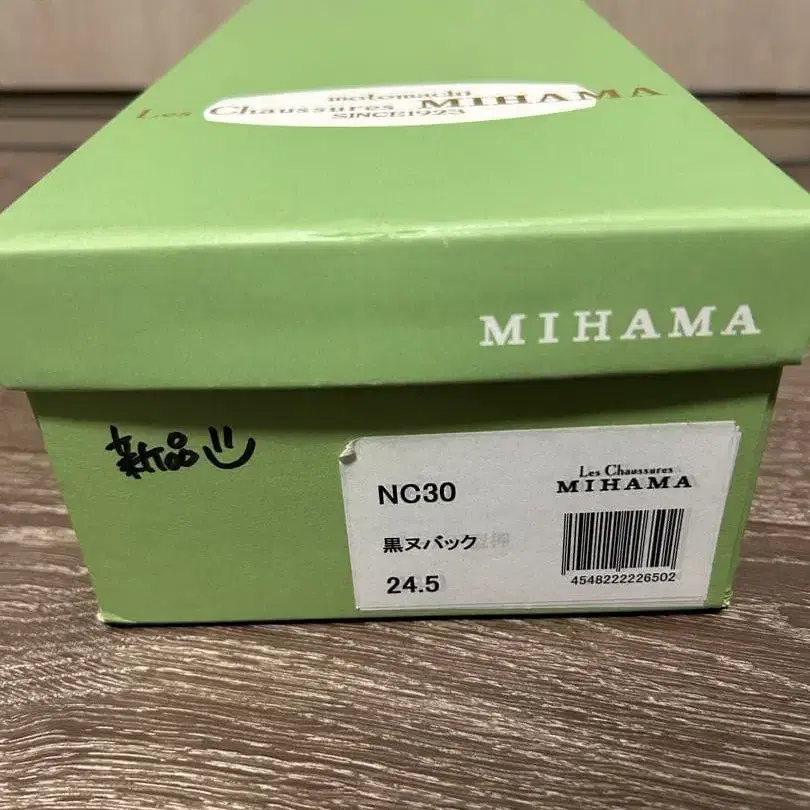 motomachi
Les Chaussures MIHAMA
SINCE1923
MIHAMA
新品
NC30
Les Chaussures
MIHAMA
黒ヌバック
24.5
4548222226502